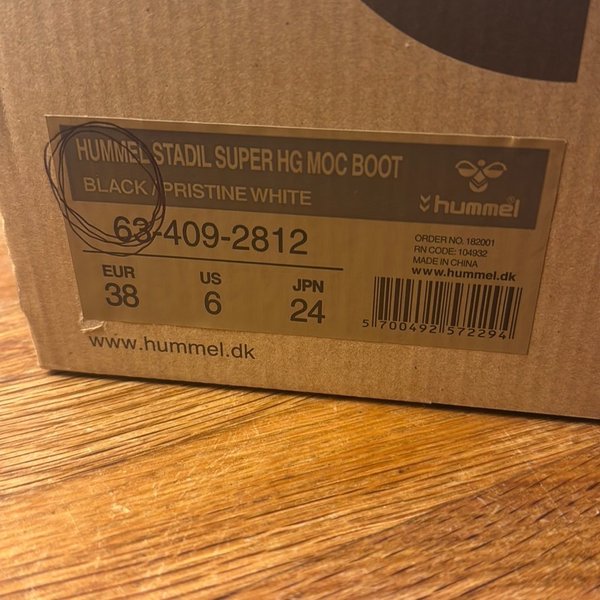 HUMMEL STADIL SUPER HG MOC BOOT
BLACK / PRISTINE WHITE
hummel
63-409-2812
ORDER NO. 182001
RN CODE: 104932
MADE IN CHINA
www.hummel.dk
EUR US JPN
38 6 24
5 700492 572294
www.hummel.dk